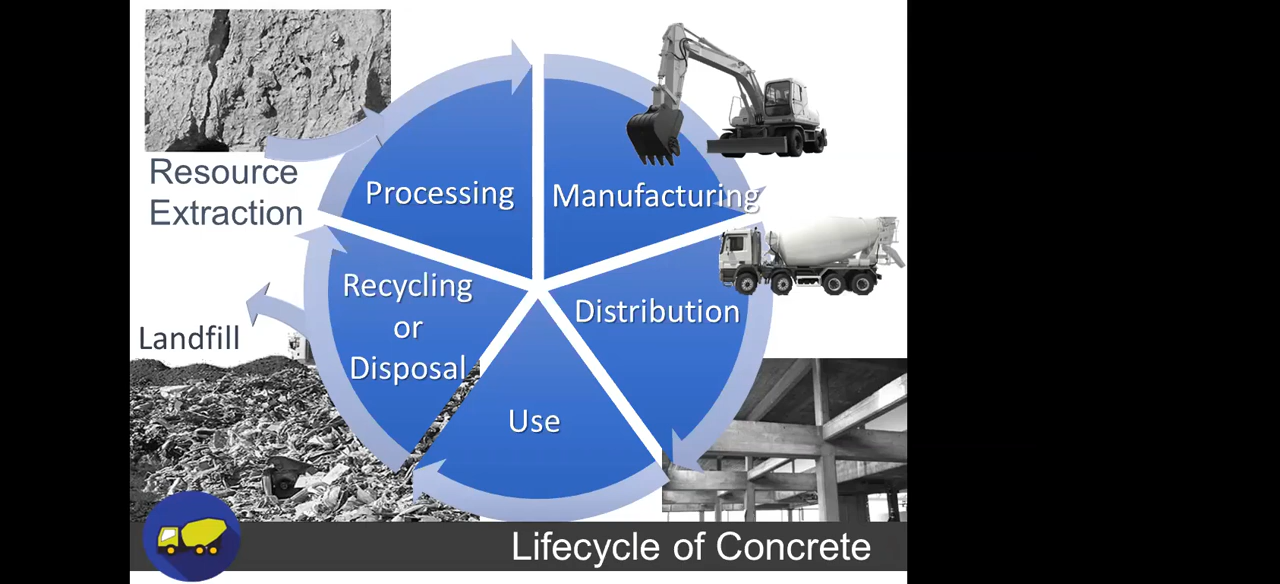 Resource
Extraction
Processing
Manufacturing
Distribution
Use
Recycling
or
Disposal
Landfill
Lifecycle of Concrete